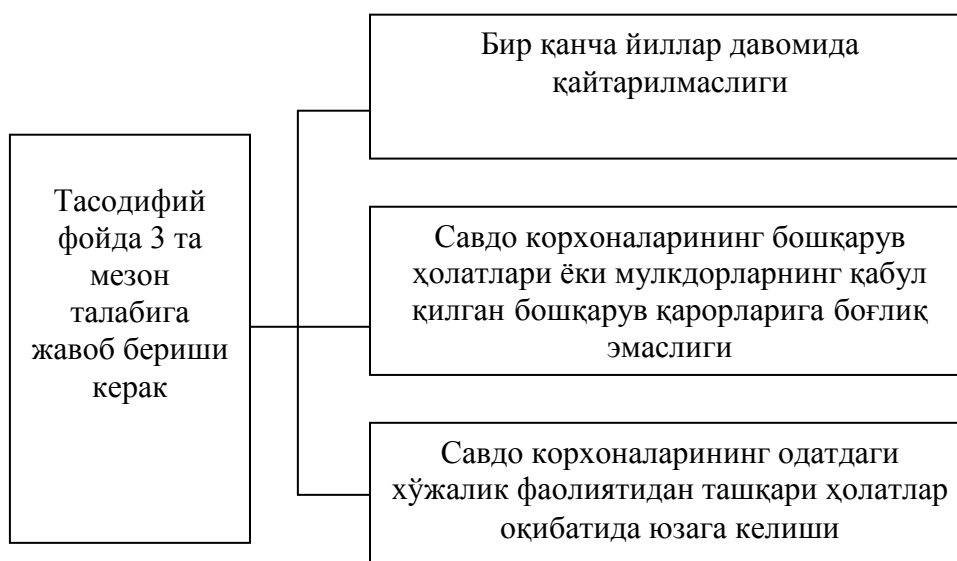 Тасодифий
фойда 3 та
мезон
талабига
жавоб бериши
керак
Бир қанча йиллар давомида
қайтарилмаслиги
Савдо корхоналарининг бошқарув
ҳолатлари ёки мулкдорларнинг қабул
қилган бошқарув қарорларига боғлиқ
эмаслиги
Савдо корхоналарининг одатдаги
хўжалик фаолиятидан ташқари ҳолатлар
оқибатида юзага келиши